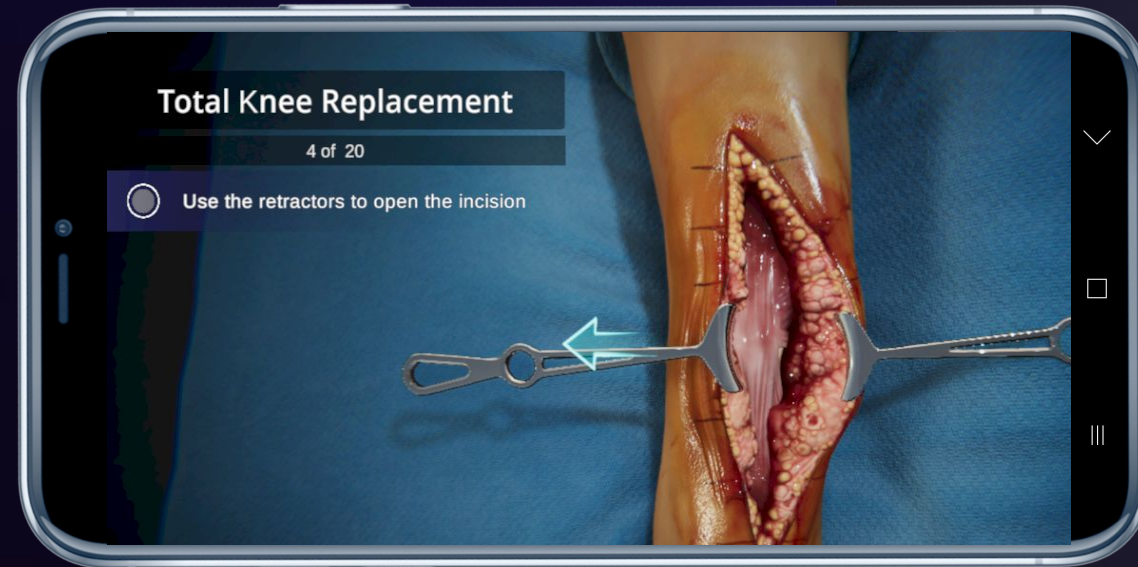 Total Knee Replacement
4 of 20
Use the retractors to open the incision